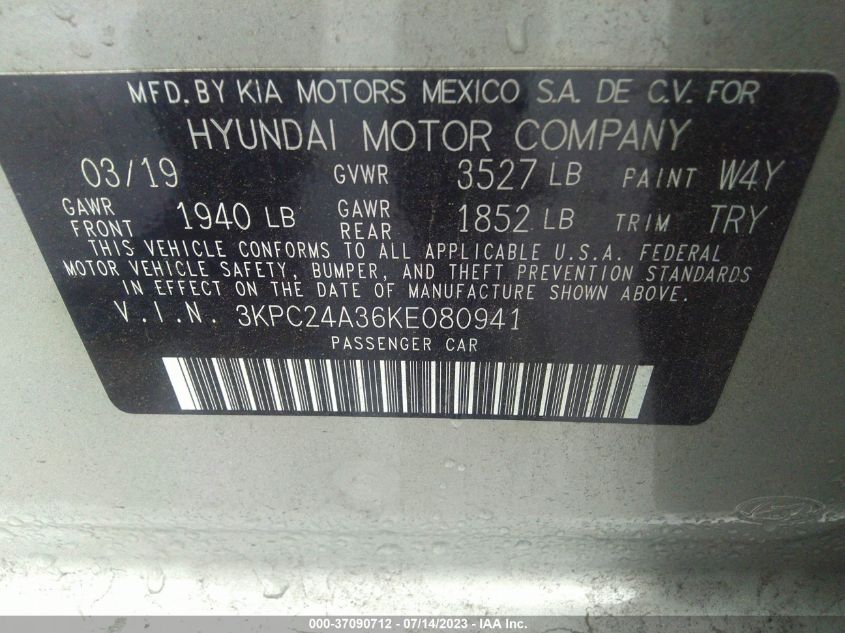 MFD. BY KIA MOTORS MEXICO S.A. DE C.V. FOR
HYUNDAI MOTOR COMPANY
03/19 GVWR 3527 LB PAINT W4Y
GAWR FRONT 1940 LB GAWR REAR 1852 LB TRIM TRY
THIS VEHICLE CONFORMS TO ALL APPLICABLE U.S.A. FEDERAL
MOTOR VEHICLE SAFETY, BUMPER, AND THEFT PREVENTION STANDARDS
IN EFFECT ON THE DATE OF MANUFACTURE SHOWN ABOVE.
V.I.N. 3KPC24A36KE080941
PASSENGER CAR
000-37090712 - 07/14/2023 - IAA Inc.